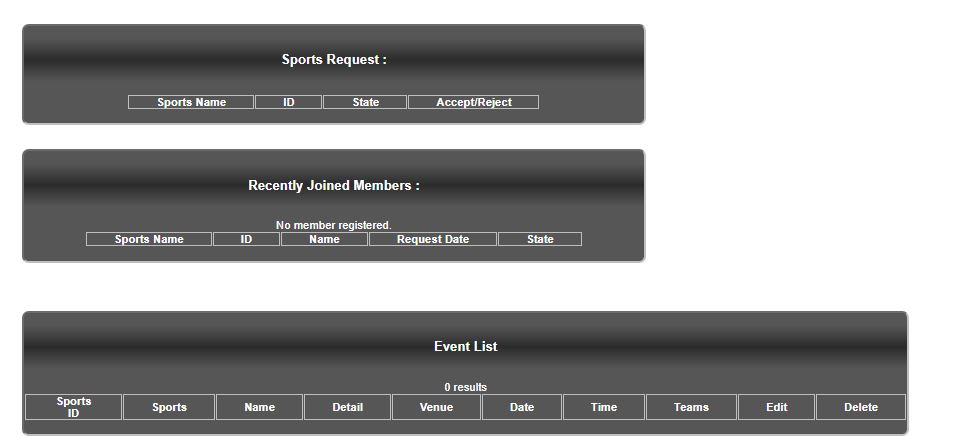 Sports Request :
Sports Name ID State Accept/Reject
Recently Joined Members :
No member registered.
Sports Name ID Name Request Date State
Event List
0 results
Sports ID Sports Name Detail Venue Date Time Teams Edit Delete